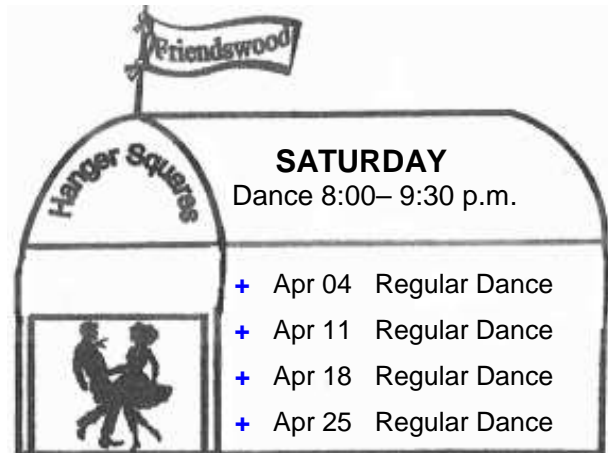 Friendswood
Hanger Squares
SATURDAY
Dance 8:00– 9:30 p.m.
+ Apr 04 Regular Dance
+ Apr 11 Regular Dance
+ Apr 18 Regular Dance
+ Apr 25 Regular Dance